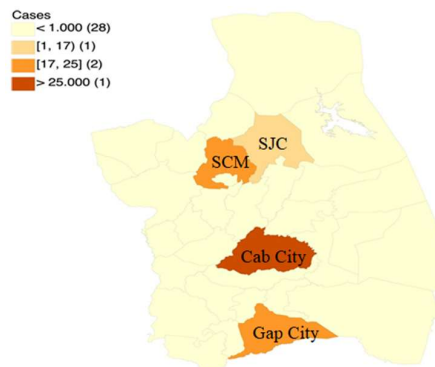 Cases
< 1.000 (28)
[1, 17) (1)
[17, 25] (2)
> 25.000 (1)
SJC
SCM
Cab City
Gap City